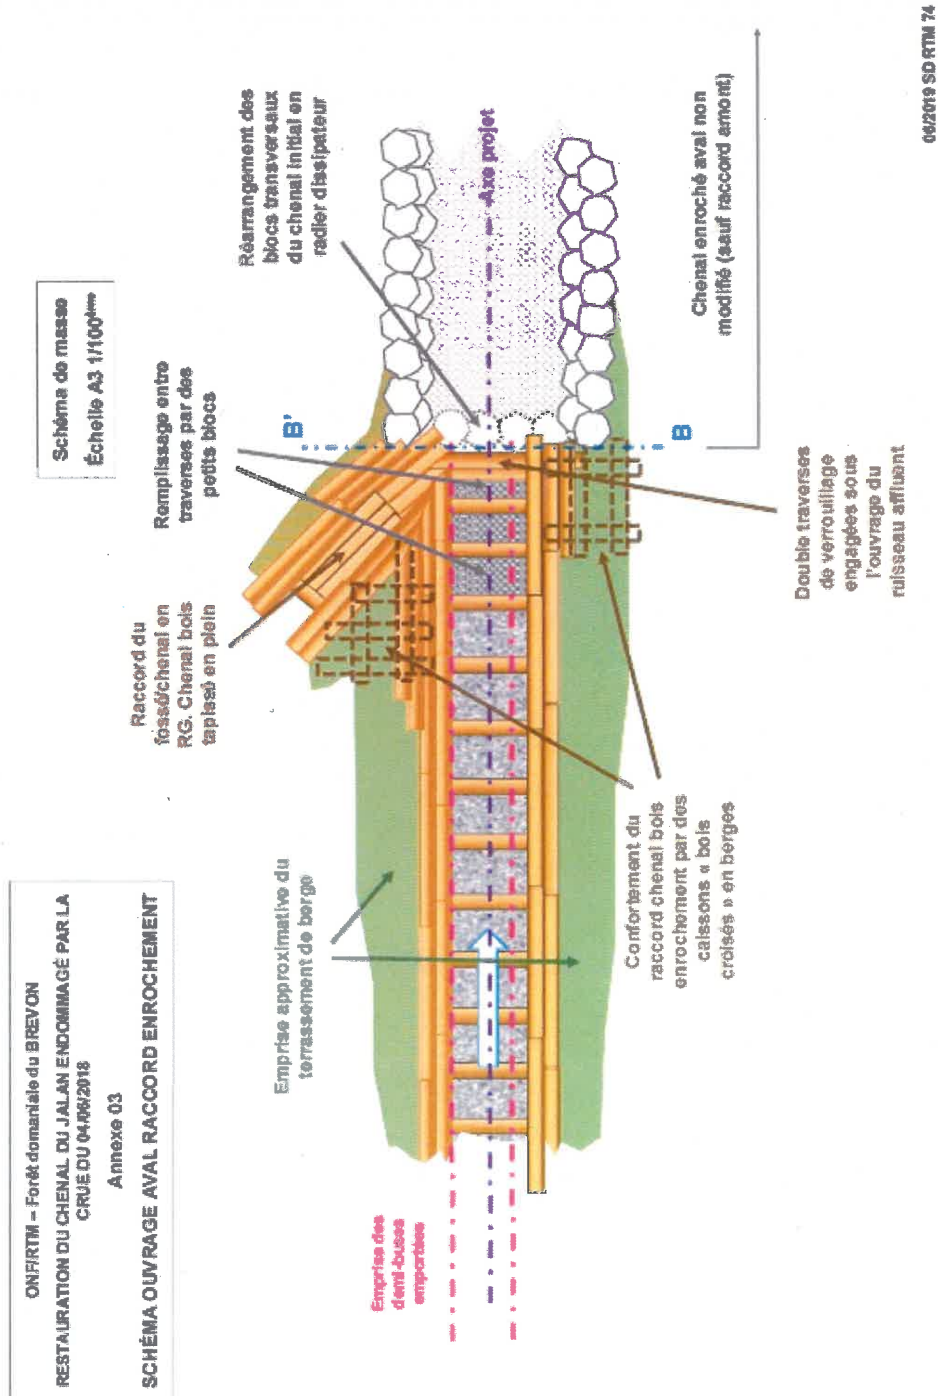 ONF/RTM – Forêt domaniale du BREVON
RESTAURATION DU CHENAL DU JALAN ENDOMMAGÉ PAR LA
CRUE DU 04/06/2018
Annexe 03
SCHÉMA OUVRAGE AVAL RACCORD ENROCHEMENT
Schéma de masse
Échelle A3 1/100ème
Raccord du
fossé/chenal en
RG. Chenal bois
tapissé en plein
Remplissage entre
traverses par des
petits blocs
Réarrangement des
blocs transversaux
du chenal initial en
radier dissipateur
Emprise approximative du
terrassement de berge
B'
Axe projet
Emprise des
demi-buses
emportées
B
Confortement du
raccord chenal bois
enrochement par des
caissons « bois
croisés » en berges
Double traverses
de verrouillage
engagées sous
l'ouvrage du
ruisseau affluent
Chenal enroché aval non
modifié (sauf raccord amont)
06/2019 SD RTM 74